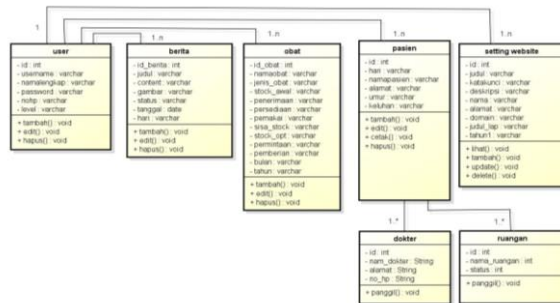 1
1..n
1..n
1..n
1..n
user
- id : int
- username : varchar
- namalengkap : varchar
- password : varchar
- nohp : varchar
- level : varchar
+ tambah() : void
+ edit() : void
+ hapus() : void
berita
- id_berita : int
- judul : varchar
- content : varchar
- gambar : varchar
- status : varchar
- tanggal : date
- hari : varchar
+ tambah() : void
+ edit() : void
+ hapus() : void
obat
- id_obat : int
- namaobat : varchar
- jenis_obat : varchar
- stock_awal : varchar
- penerimaan : varchar
- persediaan : varchar
- pemakai : varchar
- sisa_stock : varchar
- stock_opt : varchar
- permintaan : varchar
- pemberian : varchar
- bulan : varchar
- tahun : varchar
+ tambah() : void
+ edit() : void
+ hapus() : void
pasien
- id : int
- hari : varchar
- namapasien : varchar
- alamat : varchar
- umur : varchar
- keluhan : varchar
+ tambah() : void
+ edit() : void
+ cetak() : void
+ hapus() : void
setting website
- id : int
- judul : varchar
- katakunci : varchar
- deskripsi : varchar
- nama : varchar
- alamat : varchar
- domain : varchar
- judul_lap : varchar
- tahun1 : varchar
+ lihat() : void
+ tambah() : void
+ update() : void
+ delete() : void
1..*
1..*
dokter
- id : int
- nam_dokter : String
- alamat : String
- no_hp : String
+ panggil() : void
ruangan
- id : int
- nama_ruangan : int
- status : int
+ panggil() : void